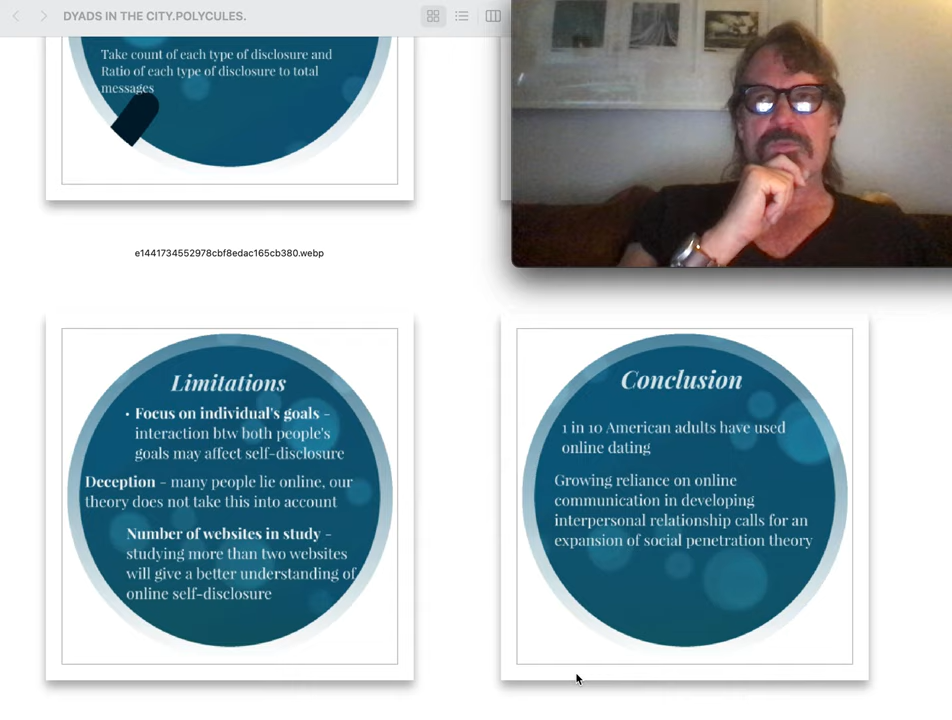 DYADS IN THE CITY.POLYCULES.
Take count of each type of disclosure and
Ratio of each type of disclosure to total
messages
e1441734552978cbf8edac165cb380.webp
Limitations
• Focus on individual's goals -
interaction btw both people's
goals may affect self-disclosure
Deception - many people lie online, our
theory does not take this into account
Number of websites in study -
studying more than two websites
will give a better understanding of
online self-disclosure
Conclusion
1 in 10 American adults have used
online dating
Growing reliance on online
communication in developing
interpersonal relationship calls for an
expansion of social penetration theory